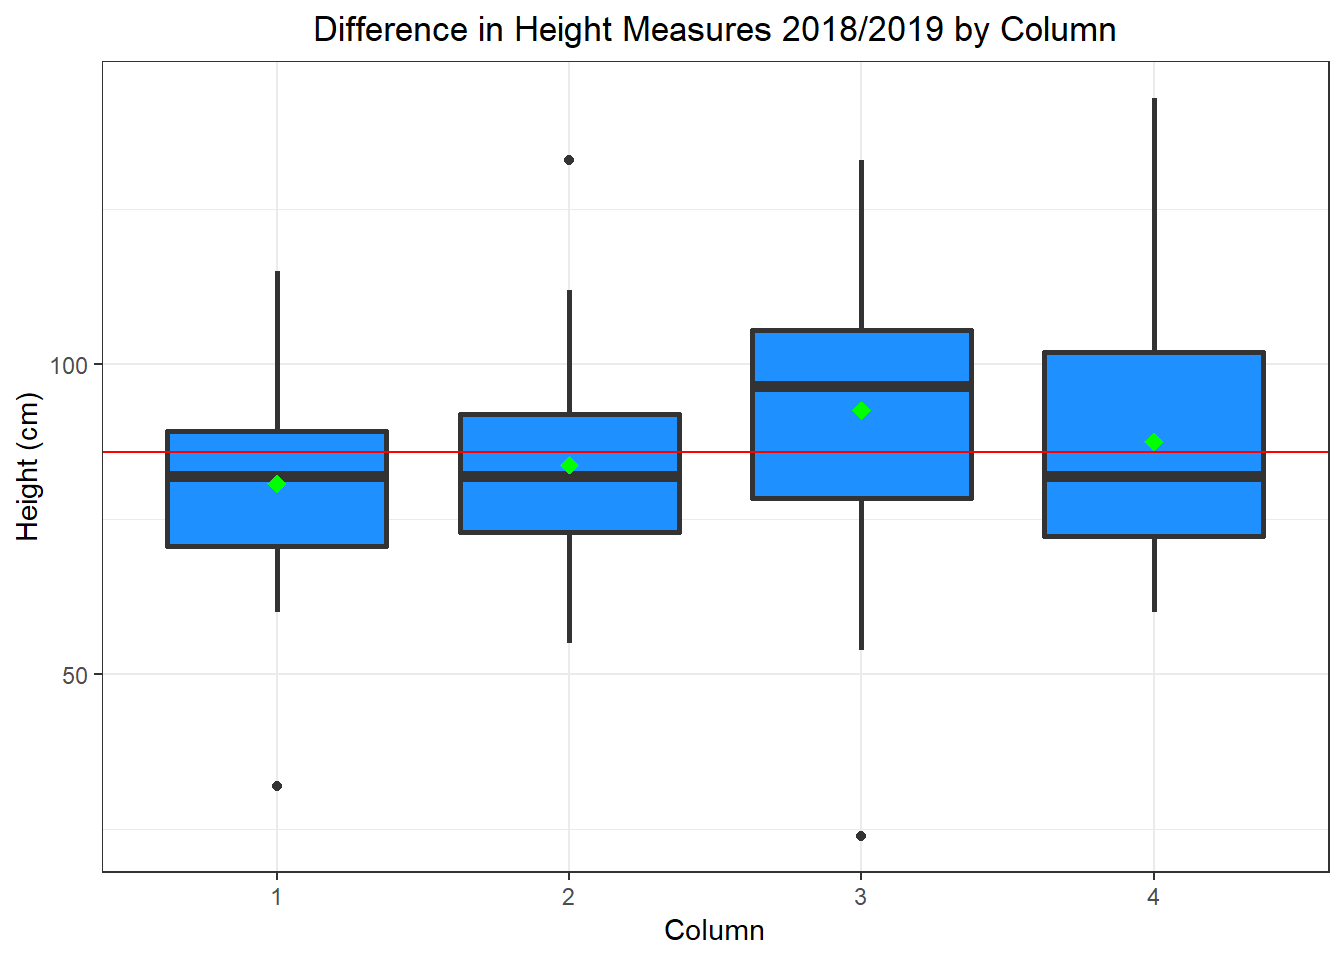 Difference in Height Measures 2018/2019 by Column
Height (cm)
100
50
1 2 3 4
Column